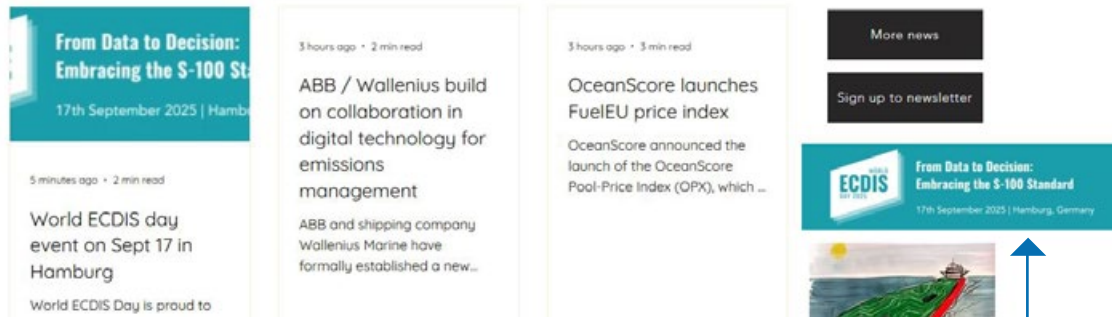 From Data to Decision:
Embracing the S-100
17th September 2025 |
5 minutes ago • 2 min read
World ECDIS day
event on Sept 17 in
Hamburg
World ECDIS Day is proud to
3 hours ago • 2 min read
ABB / Wallenius build
on collaboration in
digital technology for
emissions
management
ABB and shipping company
Wallenius Marine have
formally established a new...
3 hours ago • 3 min read
OceanScore launches
FuelEU price index
OceanScore announced the
launch of the OceanScore
Pool-Price Index (OPX), which ...
More news
Sign up to newsletter
WORLD
ECDIS
DAY 2025
From Data to Decision:
Embracing the S-100 Standard
17th September 2025 | Hamburg, Germany